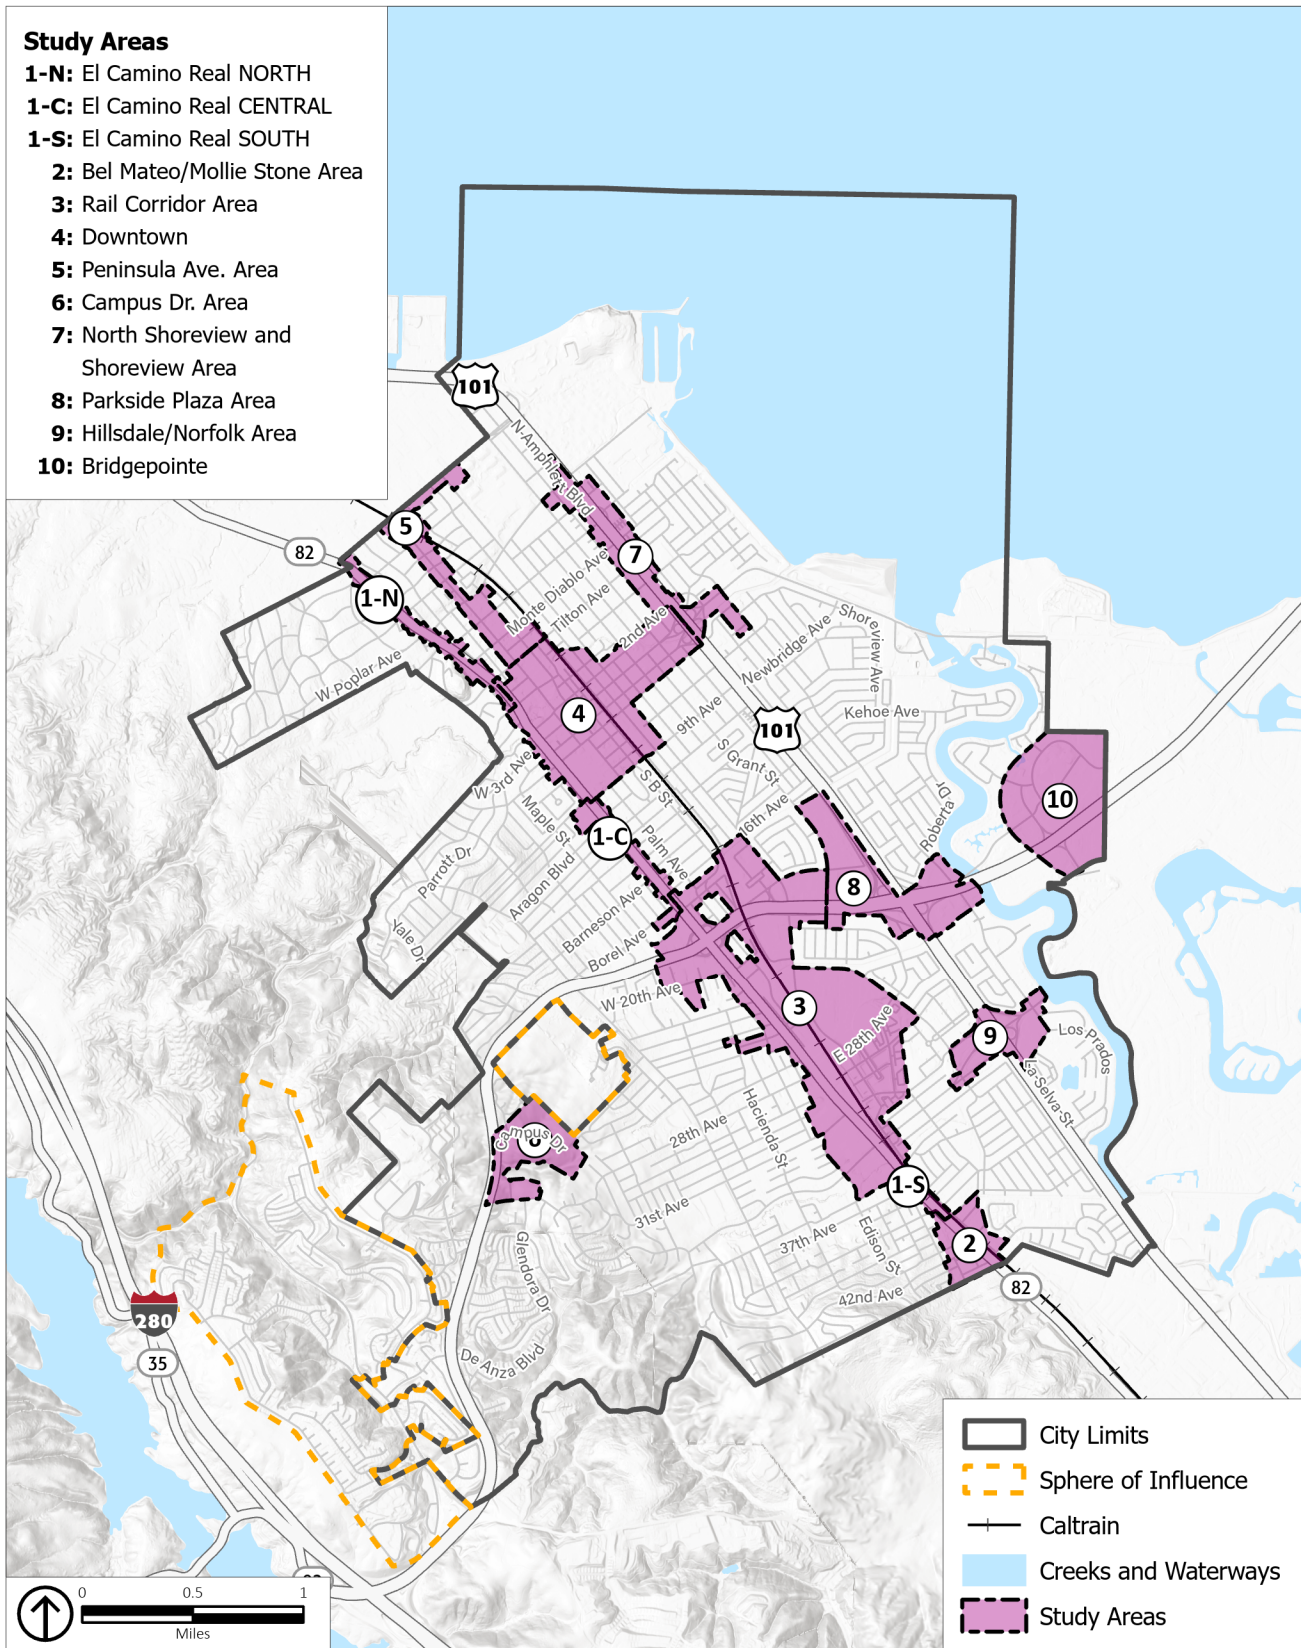 Study Areas
1-N: El Camino Real NORTH
1-C: El Camino Real CENTRAL
1-S: El Camino Real SOUTH
2: Bel Mateo/Mollie Stone Area
3: Rail Corridor Area
4: Downtown
5: Peninsula Ave. Area
6: Campus Dr. Area
7: North Shoreview and
Shoreview Area
8: Parkside Plaza Area
9: Hillsdale/Norfolk Area
10: Bridgepointe
101
N Amphlett Blvd
5
82
7
1-N
Monte Diablo Ave
Tilton Ave
2nd Ave
Shoreview Ave
Newbridge Ave
W Poplar Ave
4
9th Ave
Kehoe Ave
101
S Grant St
W 3rd Ave
S B St
10
Maple St
1-C
16th Ave
Roberta Dr
Palm Ave
Parrott Dr
Aragon Blvd
8
Barneson Ave
Yale Dr
Borel Ave
W 20th Ave
3
E 28th Ave
9
Los Prados
La Selva St
Hacienda St
28th Ave
Campus Dr
6
1-S
31st Ave
Edison St
37th Ave
2
Glendora Dr
42nd Ave
82
280
35
De Anza Blvd
City Limits
Sphere of Influence
Caltrain
Creeks and Waterways
Study Areas
0 0.5 1
Miles